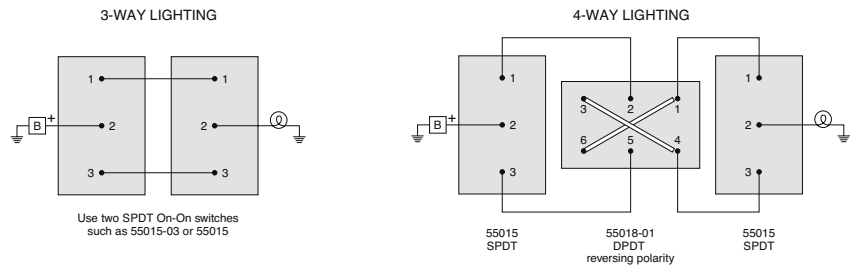 3-WAY LIGHTING
1 1
B + 2 2
3 3
Use two SPDT On-On switches
such as 55015-03 or 55015
4-WAY LIGHTING
1 3 2 1 1
B + 2 2
6 5 4
3 3
55015
SPDT
55018-01
DPDT
reversing polarity
55015
SPDT